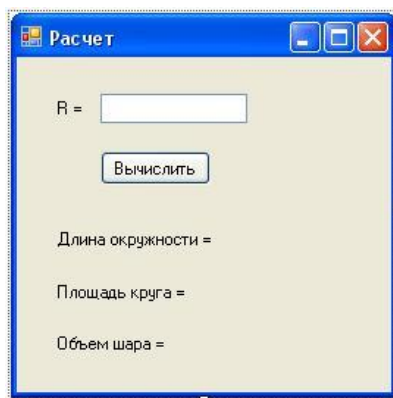 Расчет
R =
Вычислить
Длина окружности =
Площадь круга =
Объем шара =